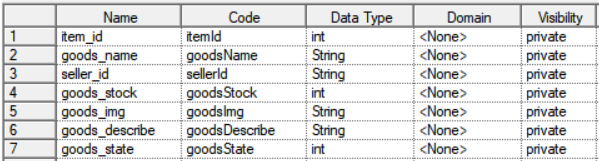 Name Code Data Type Domain Visibility
1 item_id itemId int <None> private
2 goods_name goodsName String <None> private
3 seller_id sellerId String <None> private
4 goods_stock goodsStock int <None> private
5 goods_img goodsImg String <None> private
6 goods_describe goodsDescribe String <None> private
7 goods_state goodsState int <None> private